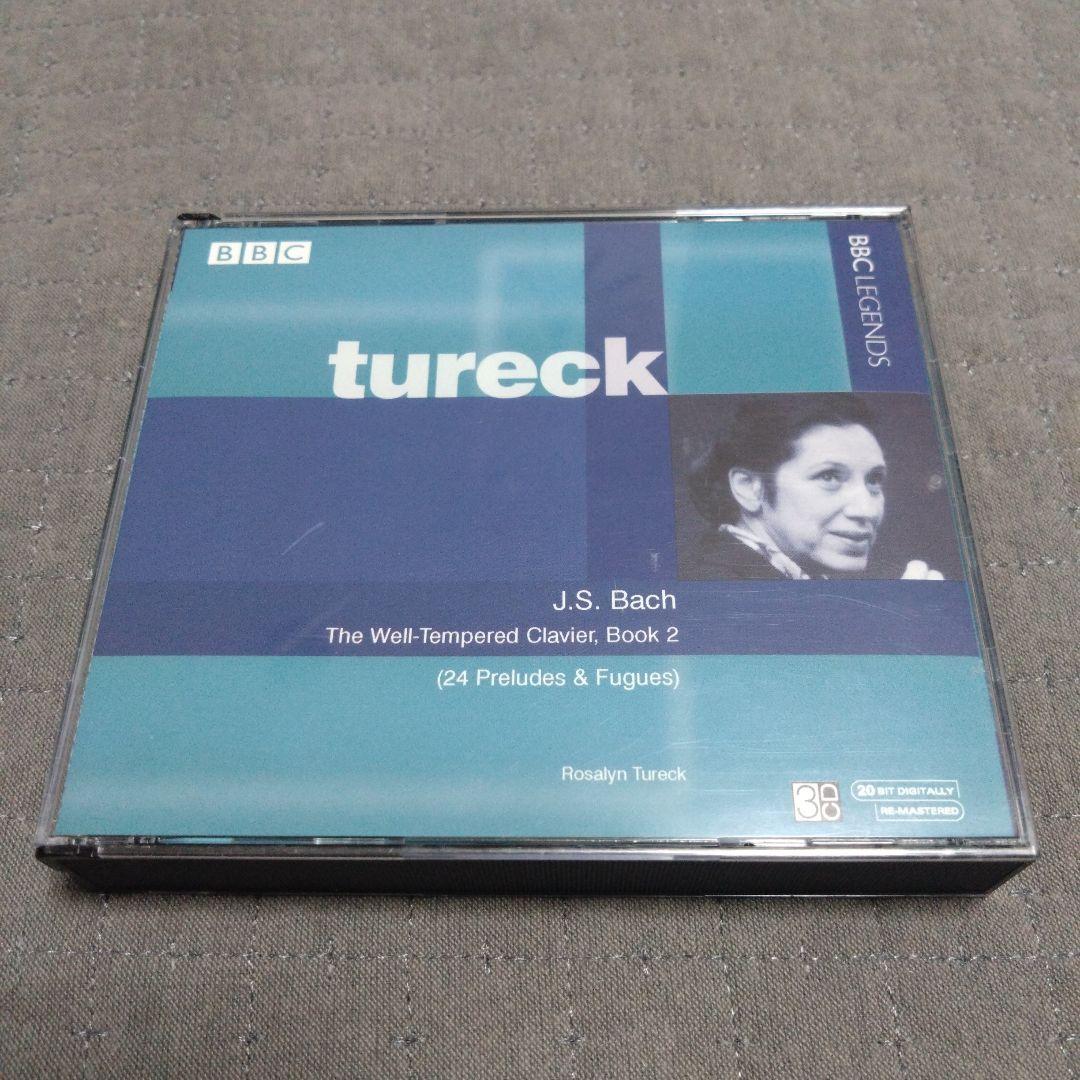 BBC
BBC LEGENDS
tureck
J.S. Bach
The Well-Tempered Clavier, Book 2
(24 Preludes & Fugues)
Rosalyn Tureck
3CD
20 BIT DIGITALLY
RE-MASTERED